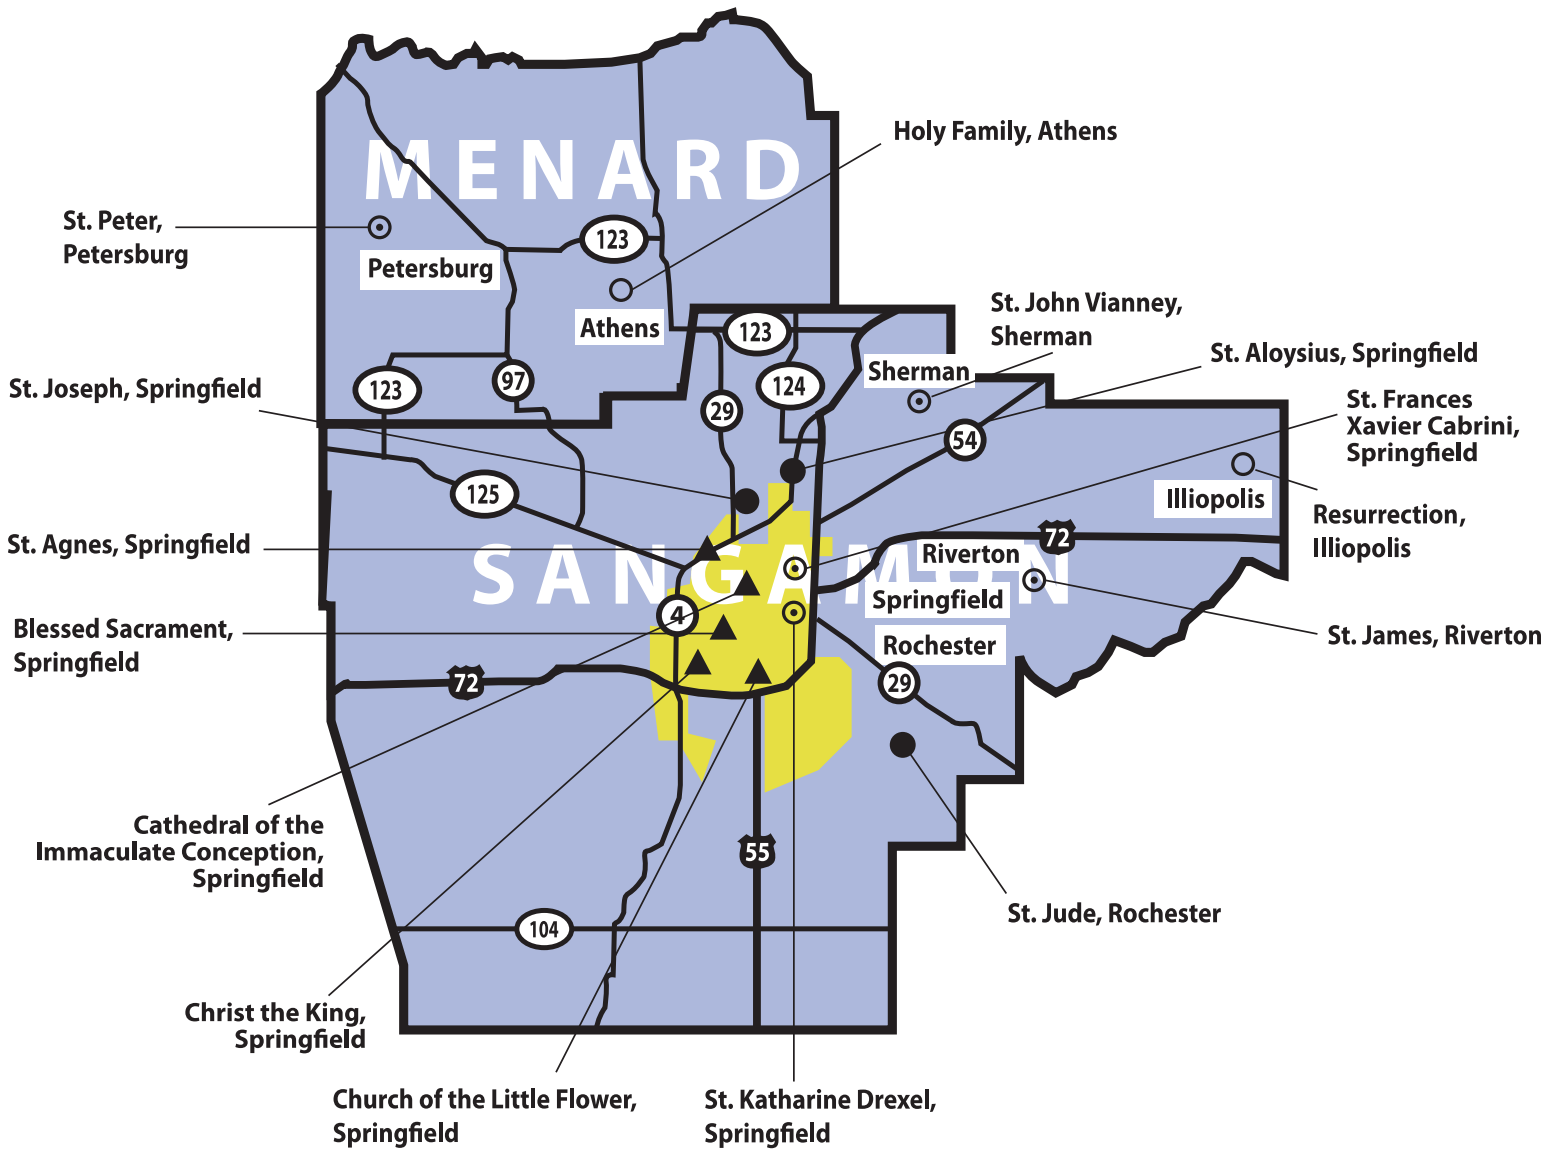 Holy Family, Athens
MENARD
St. Peter,
Petersburg
123
Petersburg
Athens
St. John Vianney,
Sherman
123
St. Aloysius, Springfield
Sherman
St. Joseph, Springfield
123
97
124
29
St. Frances
Xavier Cabrini,
Springfield
54
125
Illiopolis
Resurrection,
Illiopolis
St. Agnes, Springfield
72
Riverton
SANGAMON
Springfield
4
Blessed Sacrament,
Springfield
St. James, Riverton
Rochester
72
29
Cathedral of the
Immaculate Conception,
Springfield
55
St. Jude, Rochester
104
Christ the King,
Springfield
Church of the Little Flower,
Springfield
St. Katharine Drexel,
Springfield